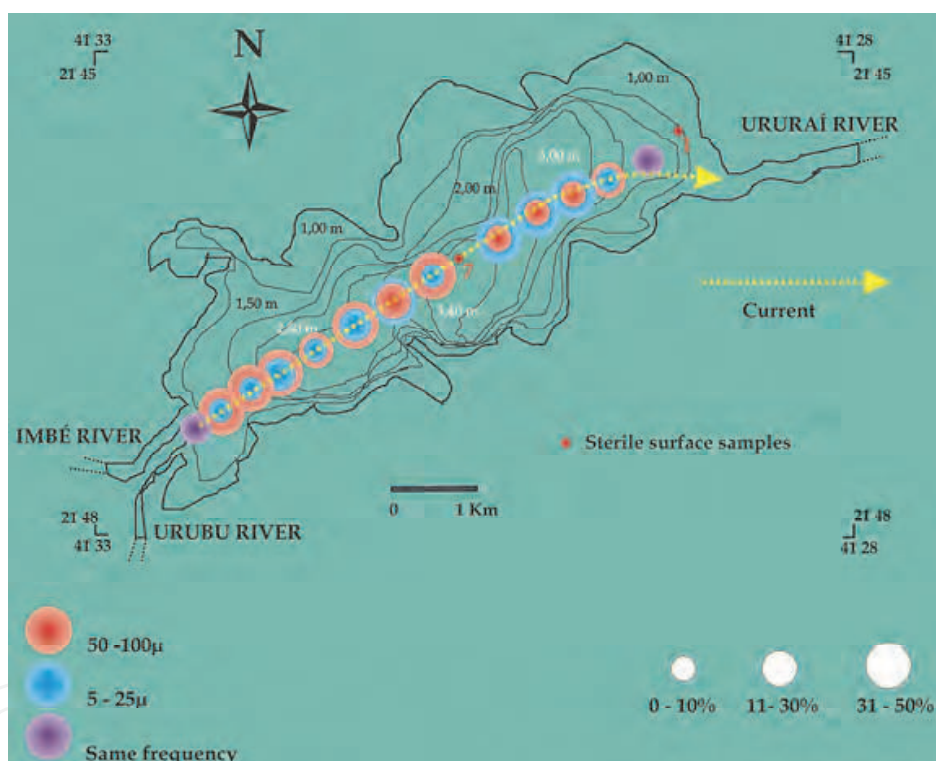 41° 33
21° 45
N
41° 28
21° 45
1,00 m
URURAÍ RIVER
3,00 m
2,00 m
1,00 m
1,50 m
3,40 m
Current
IMBÉ RIVER
Sterile surface samples
0 1 Km
21° 48
41° 33
URUBU RIVER
21° 48
41° 28
50 -100µ
5 - 25µ
Same frequency
0 - 10%
11- 30%
31 - 50%